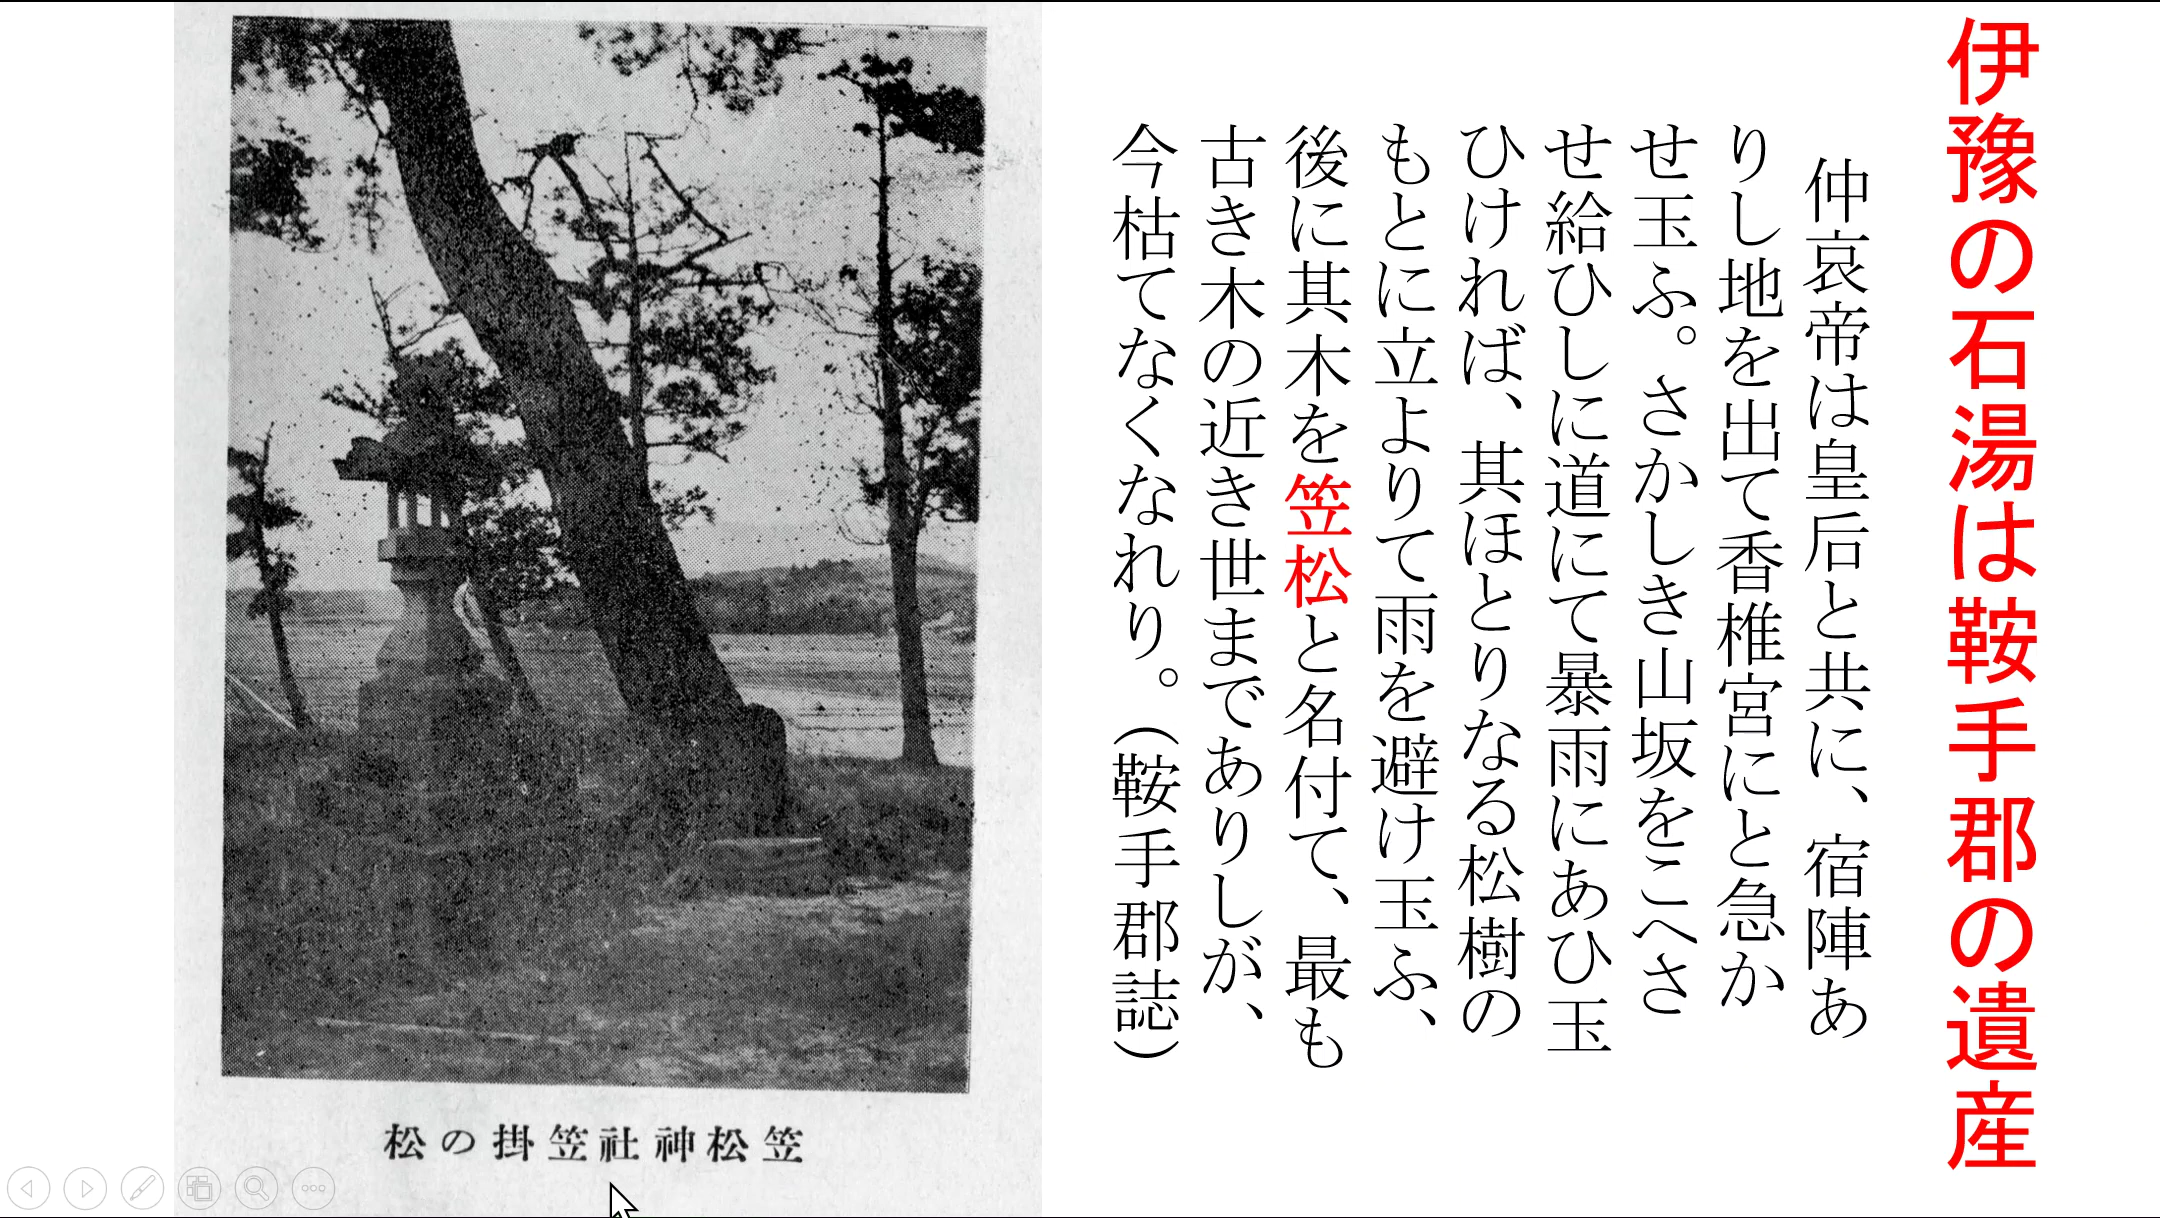 伊豫の石湯は鞍手郡の遺産
仲哀帝は皇后と共に、宿陣あ
りし地を出て香椎宮にと急か
せ玉ふ。さかしき山坂をこへさ
せ給ひしに道にて暴雨にあひ玉
ひければ、其ほとりなる松樹の
もとに立よりて雨を避け玉ふ、
後に其木を笠松と名付て、最も
古き木の近き世までありしが、
今枯てなくなれり。（鞍手郡誌）
松の掛笠社神松笠